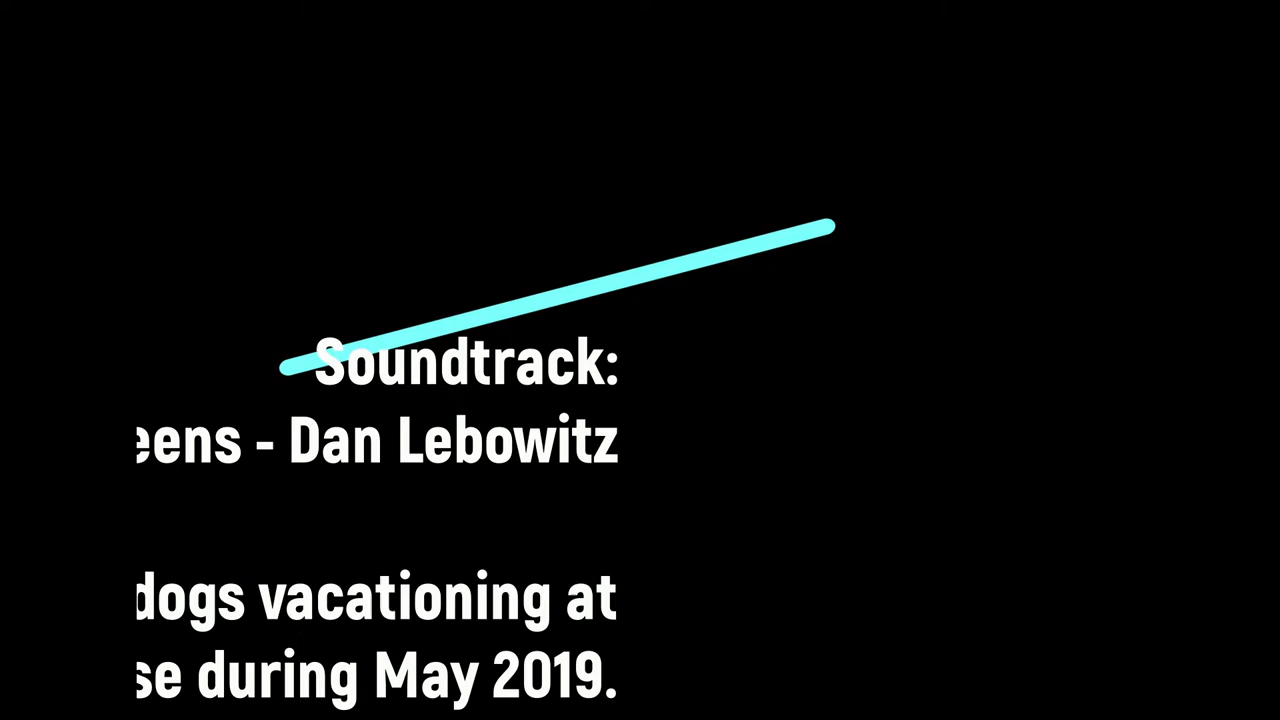 Soundtrack:
eens - Dan Lebowitz
dogs vacationing at
se during May 2019.